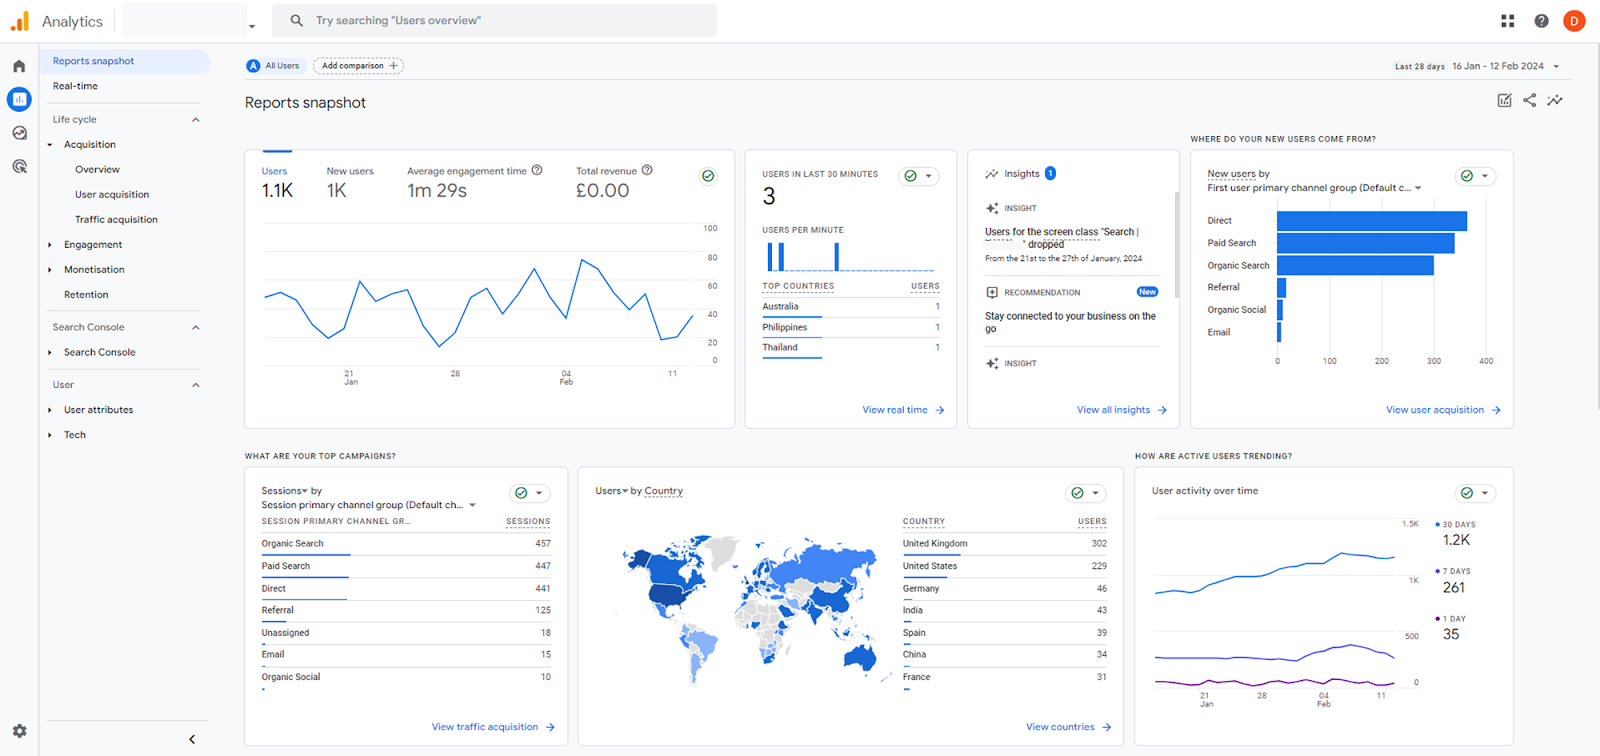 Analytics
Try searching "Users overview"
D
Reports snapshot
Real-time
Life cycle
Acquisition
Overview
User acquisition
Traffic acquisition
Engagement
Monetisation
Retention
Search Console
Search Console
User
User attributes
Tech
A All Users
Add comparison +
Last 28 days 16 Jan - 12 Feb 2024
Reports snapshot
Users
1.1K
New users
1K
Average engagement time
1m 29s
Total revenue
£0.00
100
80
60
40
20
0
21
Jan
28
04
Feb
11
USERS IN LAST 30 MINUTES
3
USERS PER MINUTE
TOP COUNTRIES USERS
Australia 1
Philippines 1
Thailand 1
View real time
Insights 1
INSIGHT
Users for the screen class "Search |
" dropped
From the 21st to the 27th of January, 2024
RECOMMENDATION New
Stay connected to your business on the
go
INSIGHT
View all insights
WHERE DO YOUR NEW USERS COME FROM?
New users by
First user primary channel group (Default c...
Direct
Paid Search
Organic Search
Referral
Organic Social
Email
0 100 200 300 400
View user acquisition
WHAT ARE YOUR TOP CAMPAIGNS?
Sessions by
Session primary channel group (Default ch...
SESSION PRIMARY CHANNEL GR... SESSIONS
Organic Search 457
Paid Search 447
Direct 441
Referral 125
Unassigned 18
Email 15
Organic Social 10
View traffic acquisition
Users by Country
COUNTRY USERS
United Kingdom 302
United States 229
Germany 46
India 43
Spain 39
China 34
France 31
View countries
HOW ARE ACTIVE USERS TRENDING?
User activity over time
1.5K
1K
500
0
21
Jan
28
04
Feb
11
30 DAYS
1.2K
7 DAYS
261
1 DAY
35